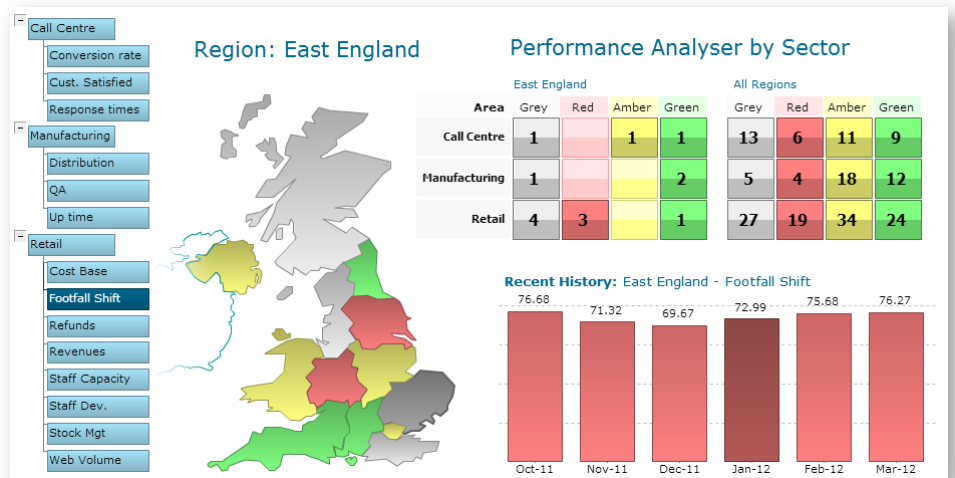 Call Centre
Conversion rate
Cust. Satisfied
Response times
Manufacturing
Distribution
QA
Up time
Retail
Cost Base
Footfall Shift
Refunds
Revenues
Staff Capacity
Staff Dev.
Stock Mgt
Web Volume
Region: East England
Performance Analyser by Sector
East England All Regions
Area Grey Red Amber Green Grey Red Amber Green
Call Centre 1 1 1 13 6 11 9
Manufacturing 1 2 5 4 18 12
Retail 4 3 1 27 19 34 24
Recent History: East England - Footfall Shift
76.68 71.32 69.67 72.99 75.68 76.27
Oct-11 Nov-11 Dec-11 Jan-12 Feb-12 Mar-12